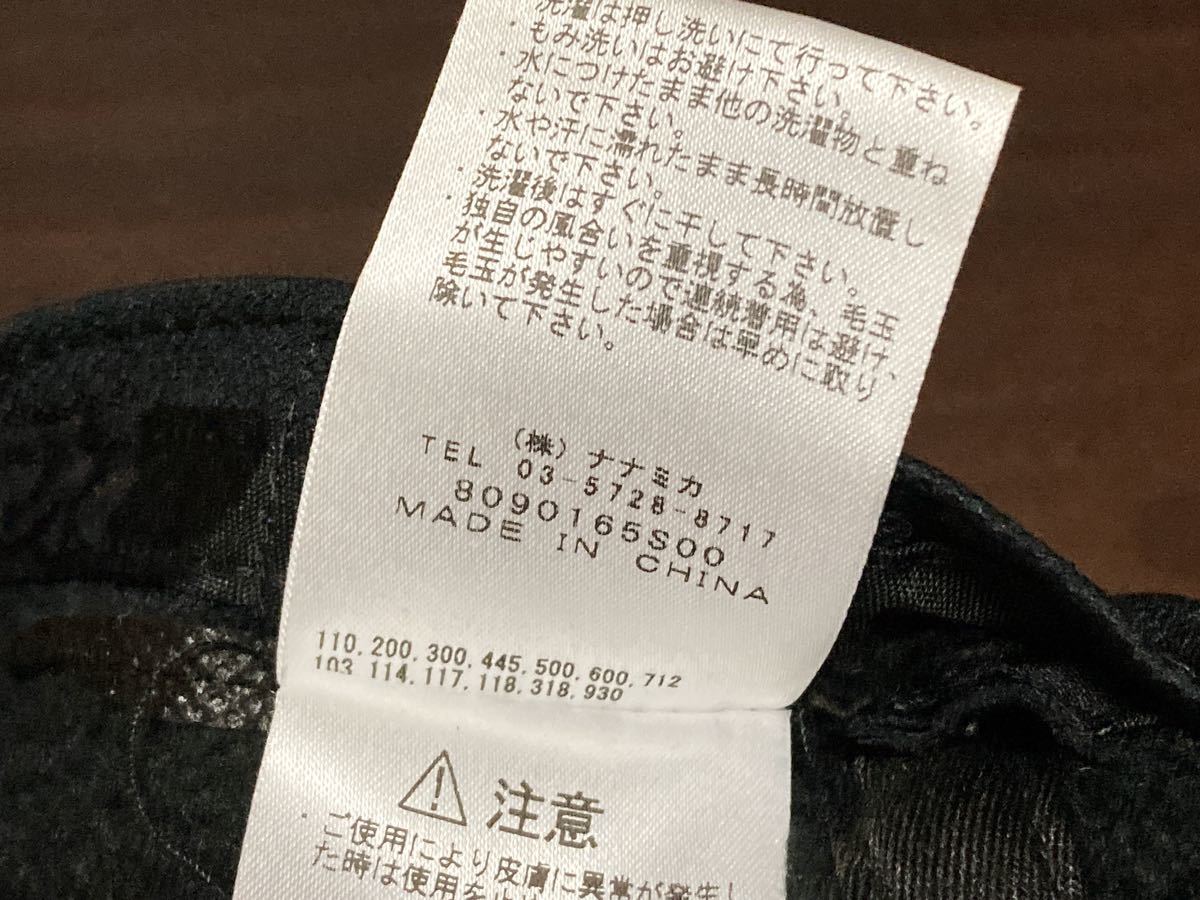 洗濯は押し洗いにて行って下さい。
もみ洗いはお避け下さい。
・水につけたまま他の洗濯物と重ね
ないで下さい。
・水や汗に濡れたまま長時間放置し
ないで下さい。
・洗濯後はすぐに干して下さい。
・独自の風合いを重視する為、毛玉
が生じやすいので連続着用は避け、
毛玉が発生した場合は早めに取り
除いて下さい。
（株）ナナミカ
TEL 03-5728-8717
8090165S00
MADE IN CHINA
110,200,300,445,500,600,712
103 114,117,118,318,930
注意
・ご使用により皮膚に異常が発生し
た時は使用を